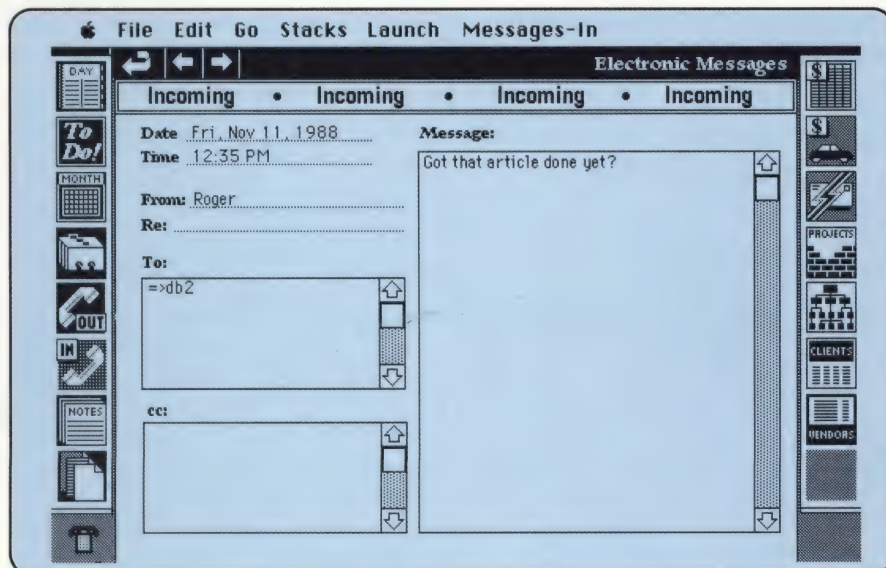 File Edit Go Stacks Launch Messages-In
Electronic Messages
Incoming • Incoming • Incoming • Incoming
DAY
To Do!
MONTH
OUT
IN
NOTES
Date Fri, Nov 11, 1988
Time 12:35 PM
From: Roger
Re:
To:
=>db2
cc:
Message:
Got that article done yet?
$
$
PROJECTS
CLIENTS
VENDORS